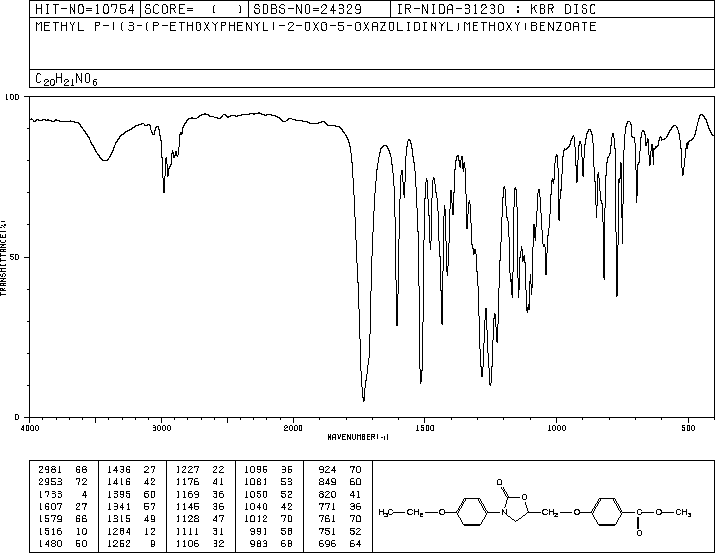 HIT-NO=10754 SCORE= ( ) SDBS-NO=24329 IR-NIDA-31230 : KBR DISC
METHYL P-((3-(P-ETHOXYPHENYL)-2-OXO-5-OXAZOLIDINYL)METHOXY)BENZOATE
C20H21NO6
100
50
0
TRANSMITTANCE(%)
4000 3000 2000 1500 1000 500
WAVENUMBER(-1)
2981 68 1436 27 1227 22 1096 36 924 70
2953 72 1416 42 1176 41 1081 53 849 60
1733 4 1395 60 1169 36 1050 52 820 41
1607 27 1341 57 1145 36 1040 42 771 36
1579 66 1315 49 1128 47 1012 70 761 70
1516 10 1284 12 1111 31 991 58 751 52
1480 50 1252 9 1106 32 983 68 696 64
O
O
H3C CH2 O N CH2 O O CH3
O